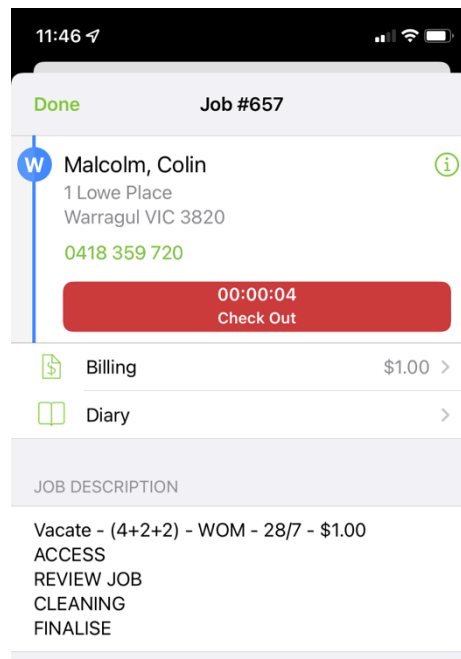 11:46
Done
Job #657
W
Malcolm, Colin
1 Lowe Place
Warragul VIC 3820
0418 359 720
00:00:04
Check Out
Billing
$1.00
Diary
JOB DESCRIPTION
Vacate - (4+2+2) - WOM - 28/7 - $1.00
ACCESS
REVIEW JOB
CLEANING
FINALISE